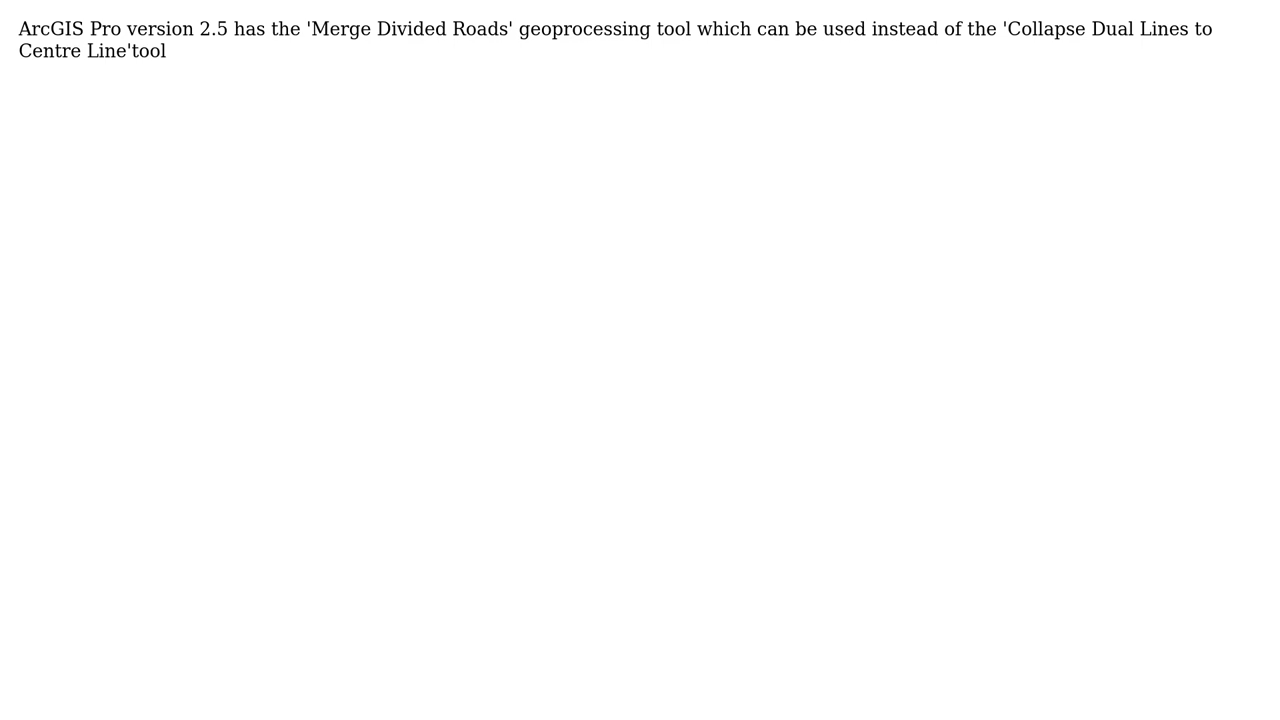 ArcGIS Pro version 2.5 has the 'Merge Divided Roads' geoprocessing tool which can be used instead of the 'Collapse Dual Lines to
Centre Line'tool